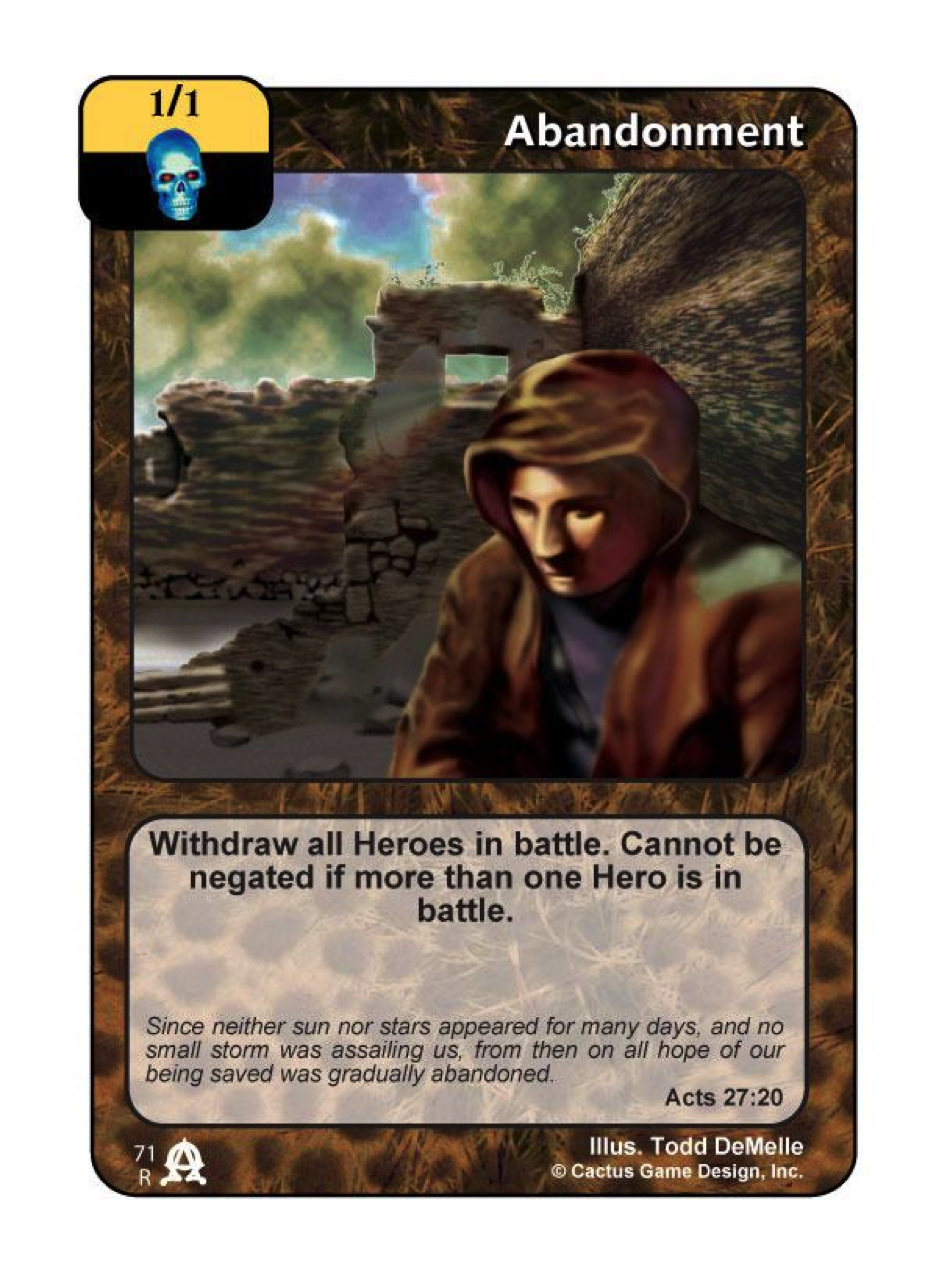 1/1
Abandonment
Withdraw all Heroes in battle. Cannot be
negated if more than one Hero is in
battle.
Since neither sun nor stars appeared for many days, and no
small storm was assailing us, from then on all hope of our
being saved was gradually abandoned.
Acts 27:20
71
R
Illus. Todd DeMelle
© Cactus Game Design, Inc.